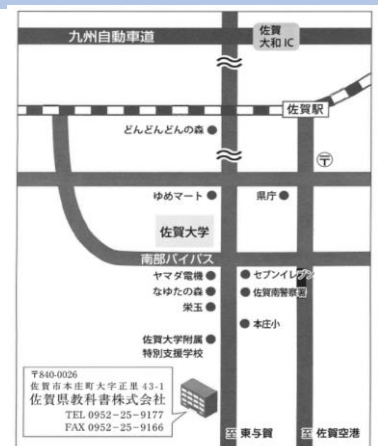 九州自動車道
佐賀
大和IC
佐賀駅
どんどんどんの森
〒
ゆめマート
県庁
佐賀大学
南部バイパス
ヤマダ電機
セブンイレブン
なゆたの森
佐賀南警察署
栄玉
本庄小
佐賀大学附属
特別支援学校
〒840-0026
佐賀市本庄町大字正里 43-1
佐賀県教科書株式会社
TEL 0952-25-9177
FAX 0952-25-9166
至 東与賀
至 佐賀空港